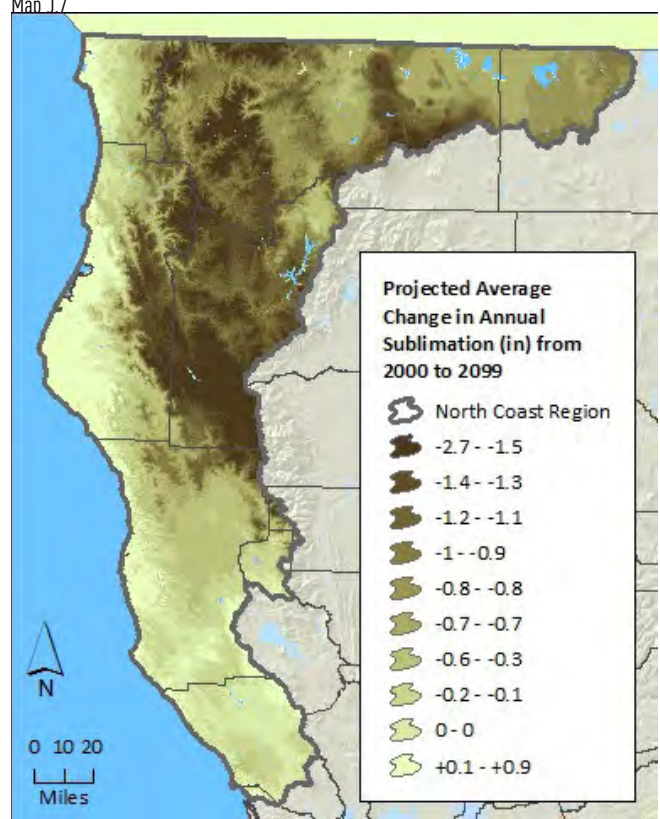 Map J.7
Projected Average
Change in Annual
Sublimation (in) from
2000 to 2099
North Coast Region
-2.7 - -1.5
-1.4 - -1.3
-1.2 - -1.1
-1 - -0.9
-0.8 - -0.8
-0.7 - -0.7
-0.6 - -0.3
-0.2 - -0.1
0 - 0
+0.1 - +0.9
N
0 10 20
Miles